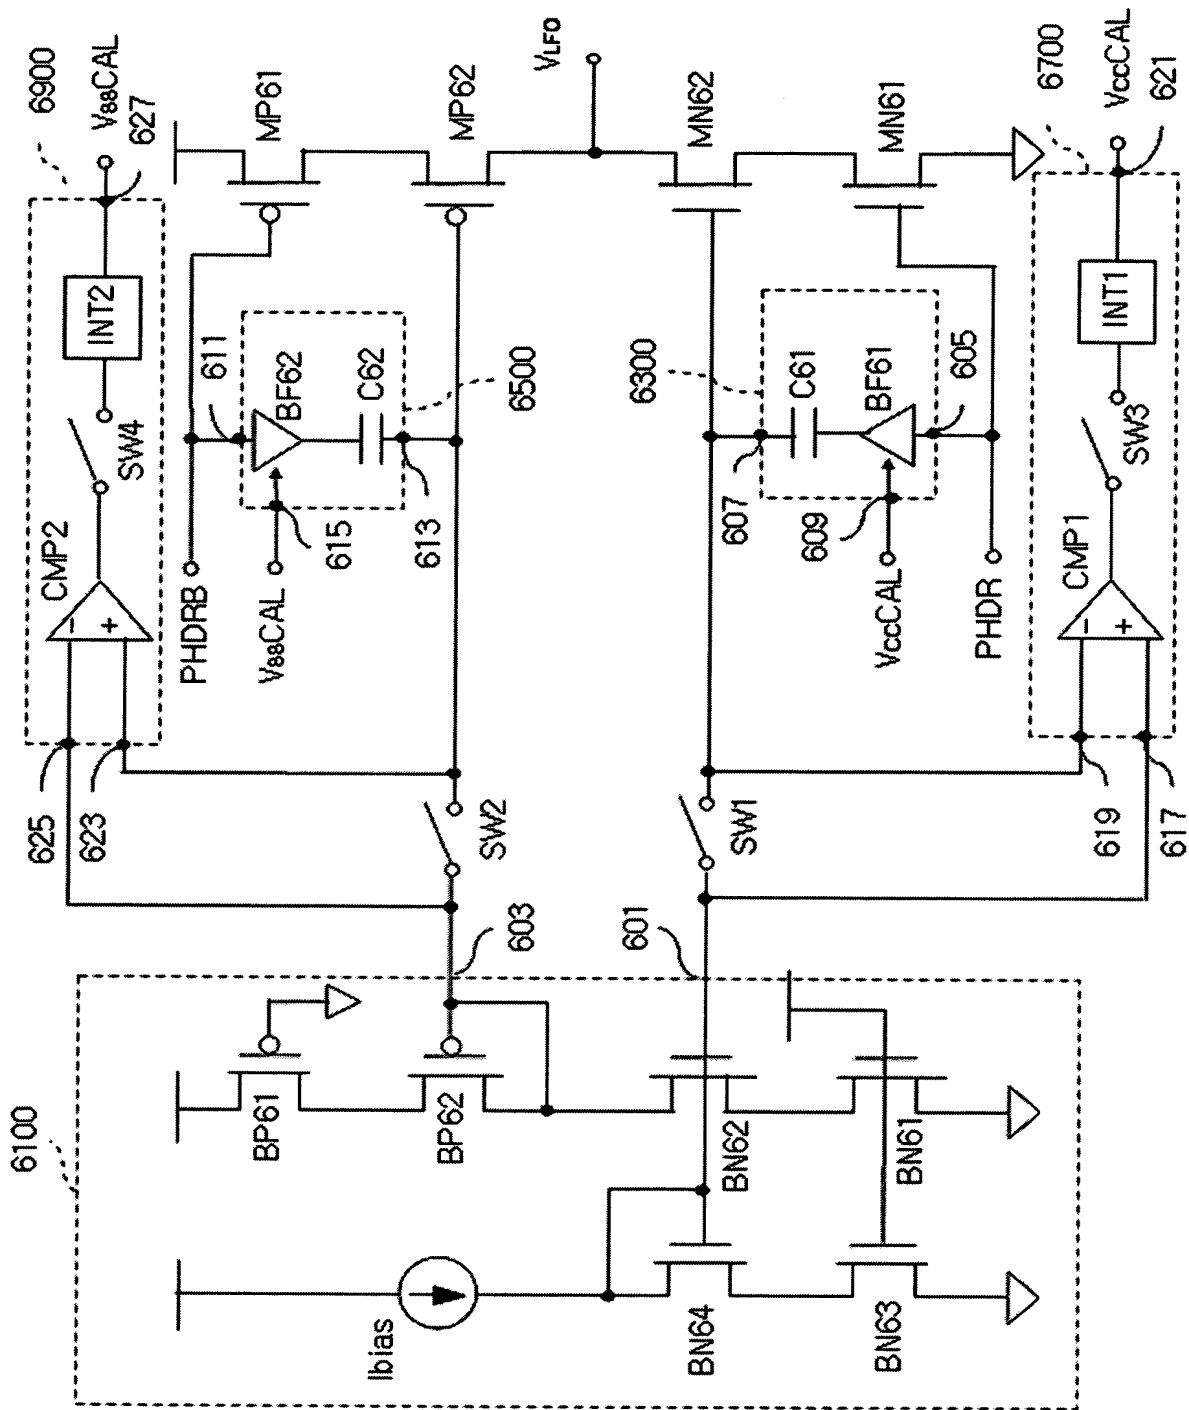 6900
VssCAL
627
INT2
SW4
CMP2
-
+
625
623
MP61
MP62
VLFO
611
BF62
C62
6500
PHDRB
VssCAL
615
613
SW2
603
6100
BP61
BP62
Ibias
BN64
BN63
BN62
BN61
601
SW1
MN62
MN61
6300
C61
BF61
607
605
609
VccCAL
PHDR
6700
VccCAL
621
INT1
SW3
CMP1
-
+
619
617